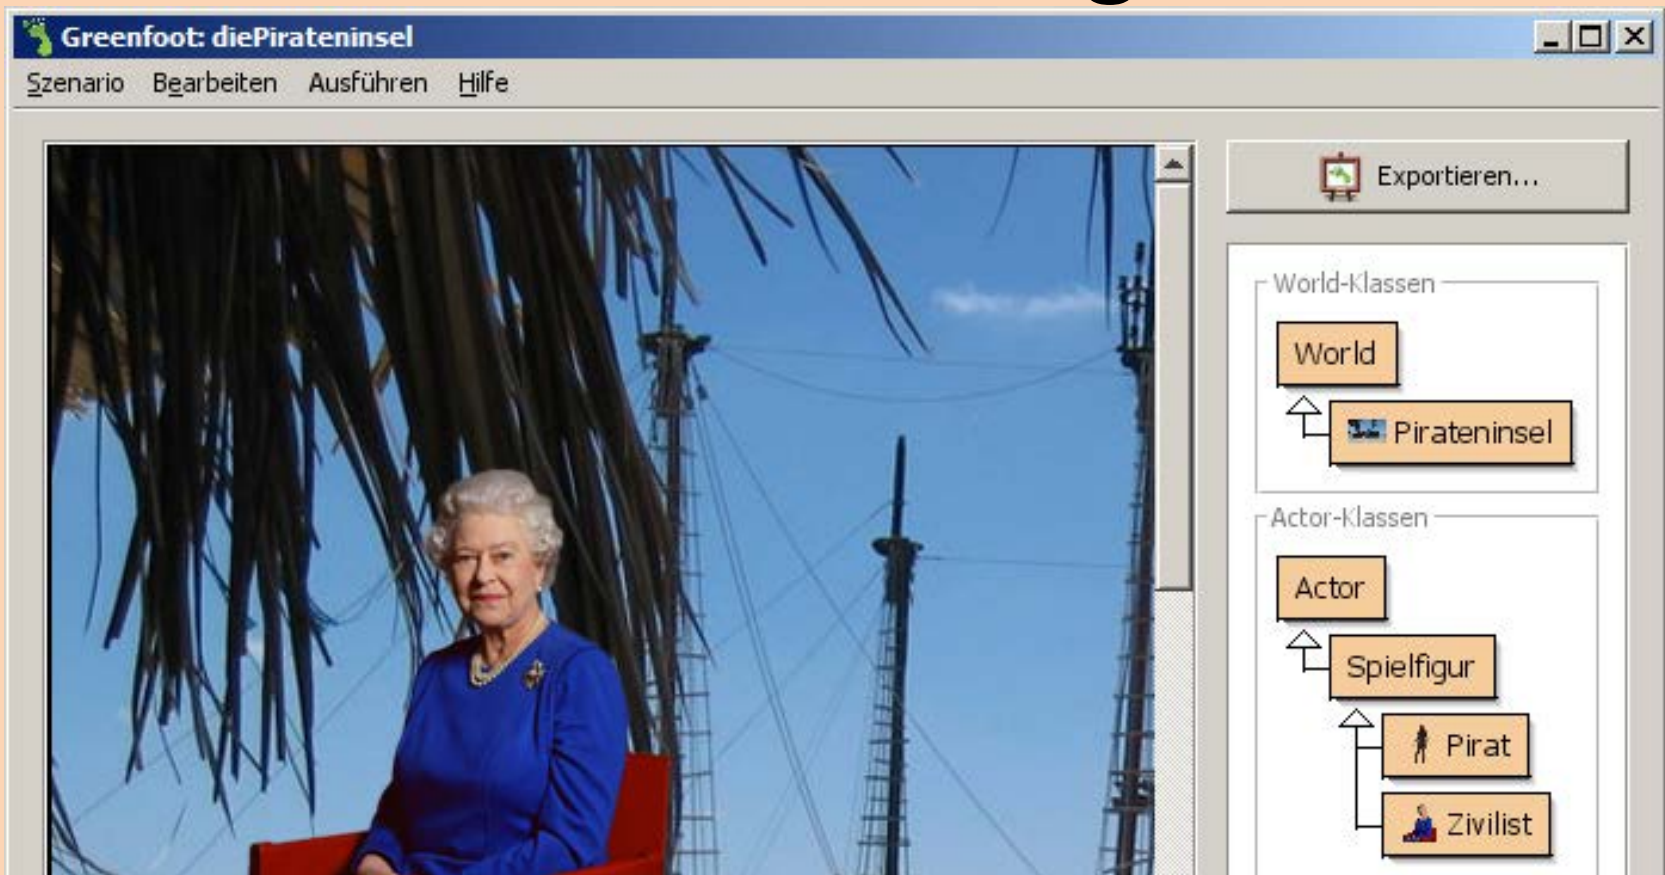 Greenfoot: diePirateninsel
Szenario Bearbeiten Ausführen Hilfe
Exportieren...
World-Klassen
World
Pirateninsel
Actor-Klassen
Actor
Spielfigur
Pirat
Zivilist